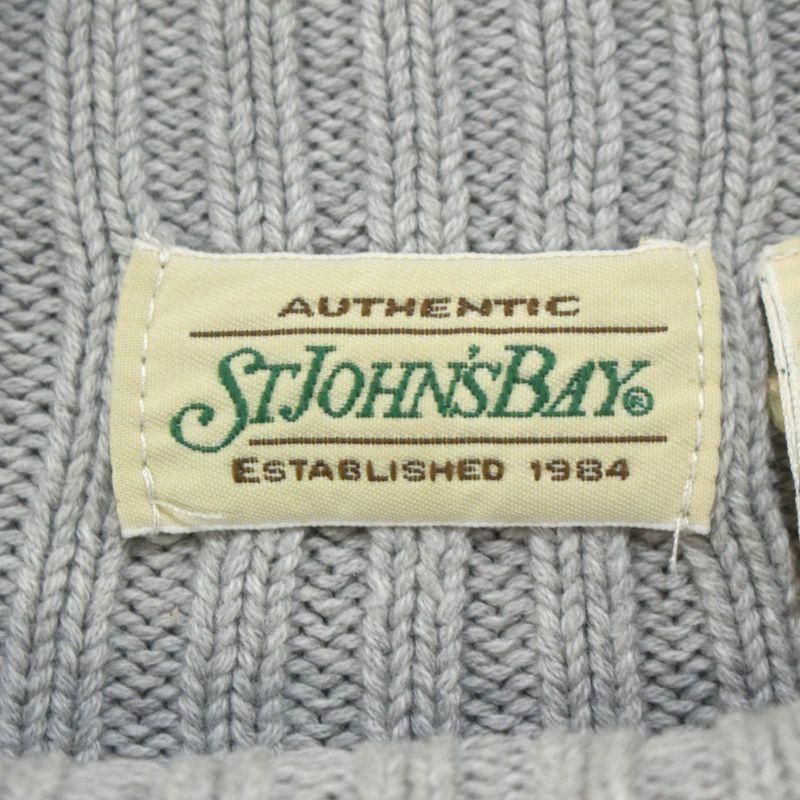 AUTHENTIC
ST JOHN'S BAY®
ESTABLISHED 1984